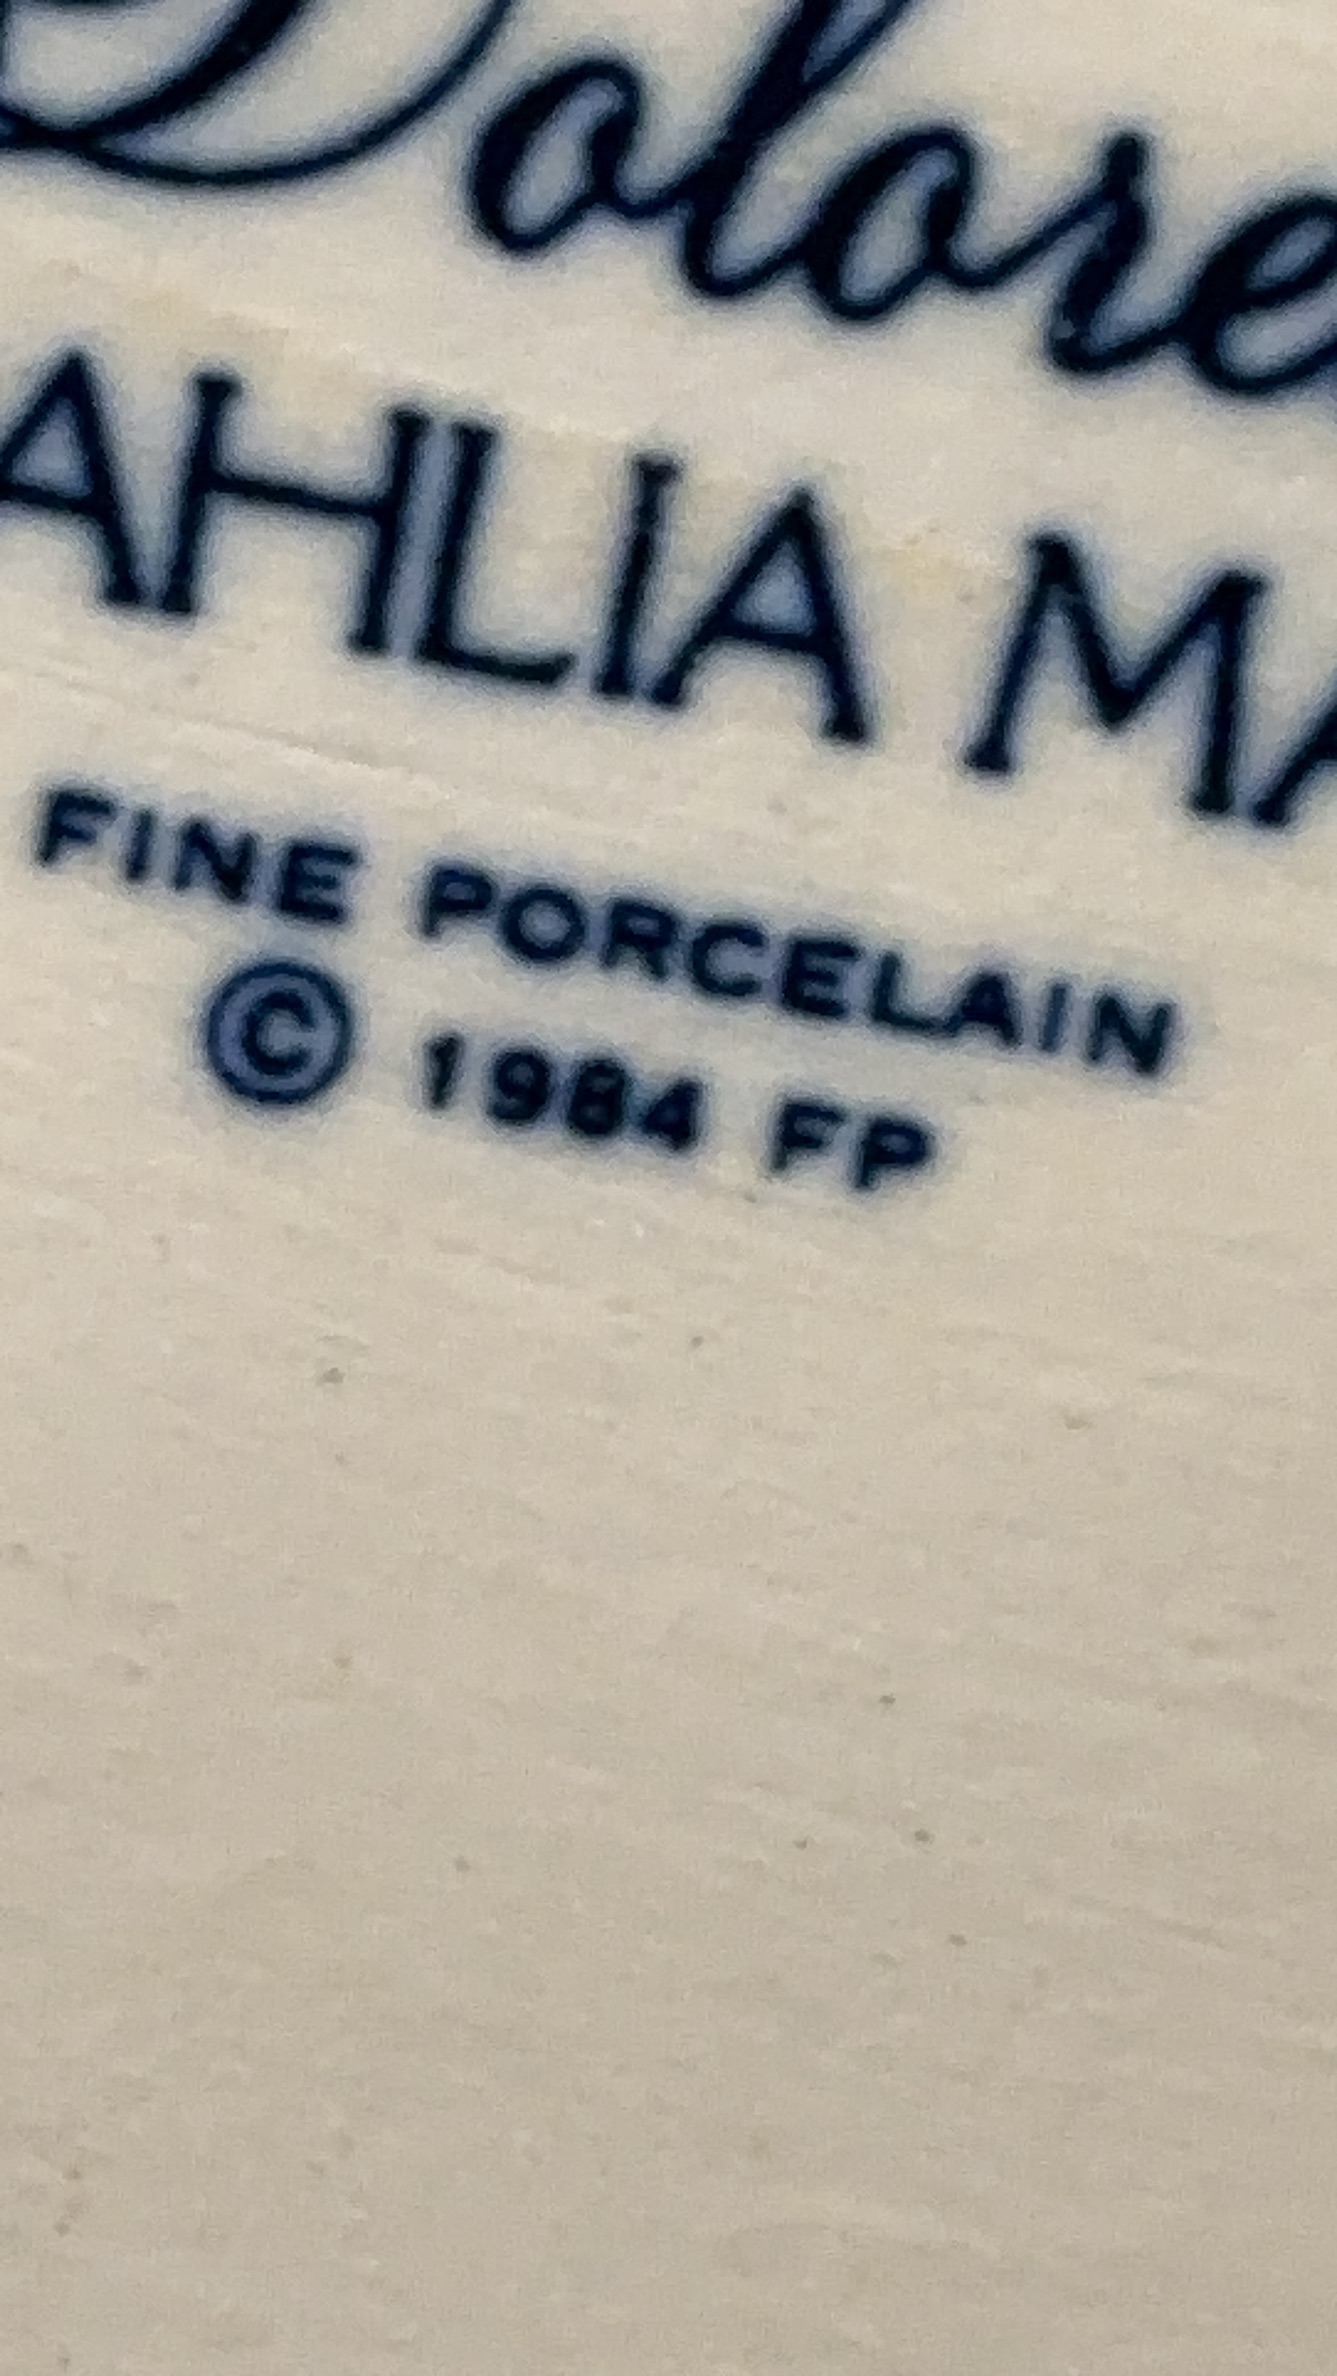 Dolore
AHLIA MA
FINE PORCELAIN
© 1984 FP